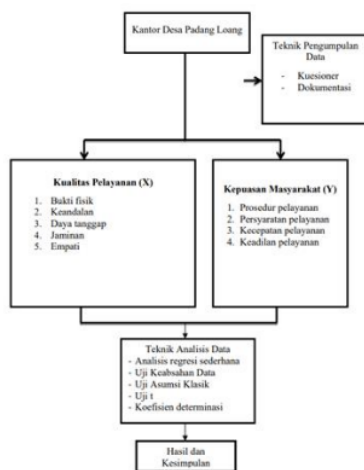 Kantor Desa Padang Loang
Teknik Pengumpulan
Data
- Kuesioner
- Dokumentasi
Kualitas Pelayanan (X)
1. Bukti fisik
2. Keandalan
3. Daya tanggap
4. Jaminan
5. Empati
Kepuasan Masyarakat (Y)
1. Prosedur pelayanan
2. Persyaratan pelayanan
3. Kecepatan pelayanan
4. Keadilan pelayanan
Teknik Analisis Data
- Analisis regresi sederhana
- Uji Keabsahan Data
- Uji Asumsi Klasik
- Uji t
- Koefisien determinasi
Hasil dan
Kesimpulan